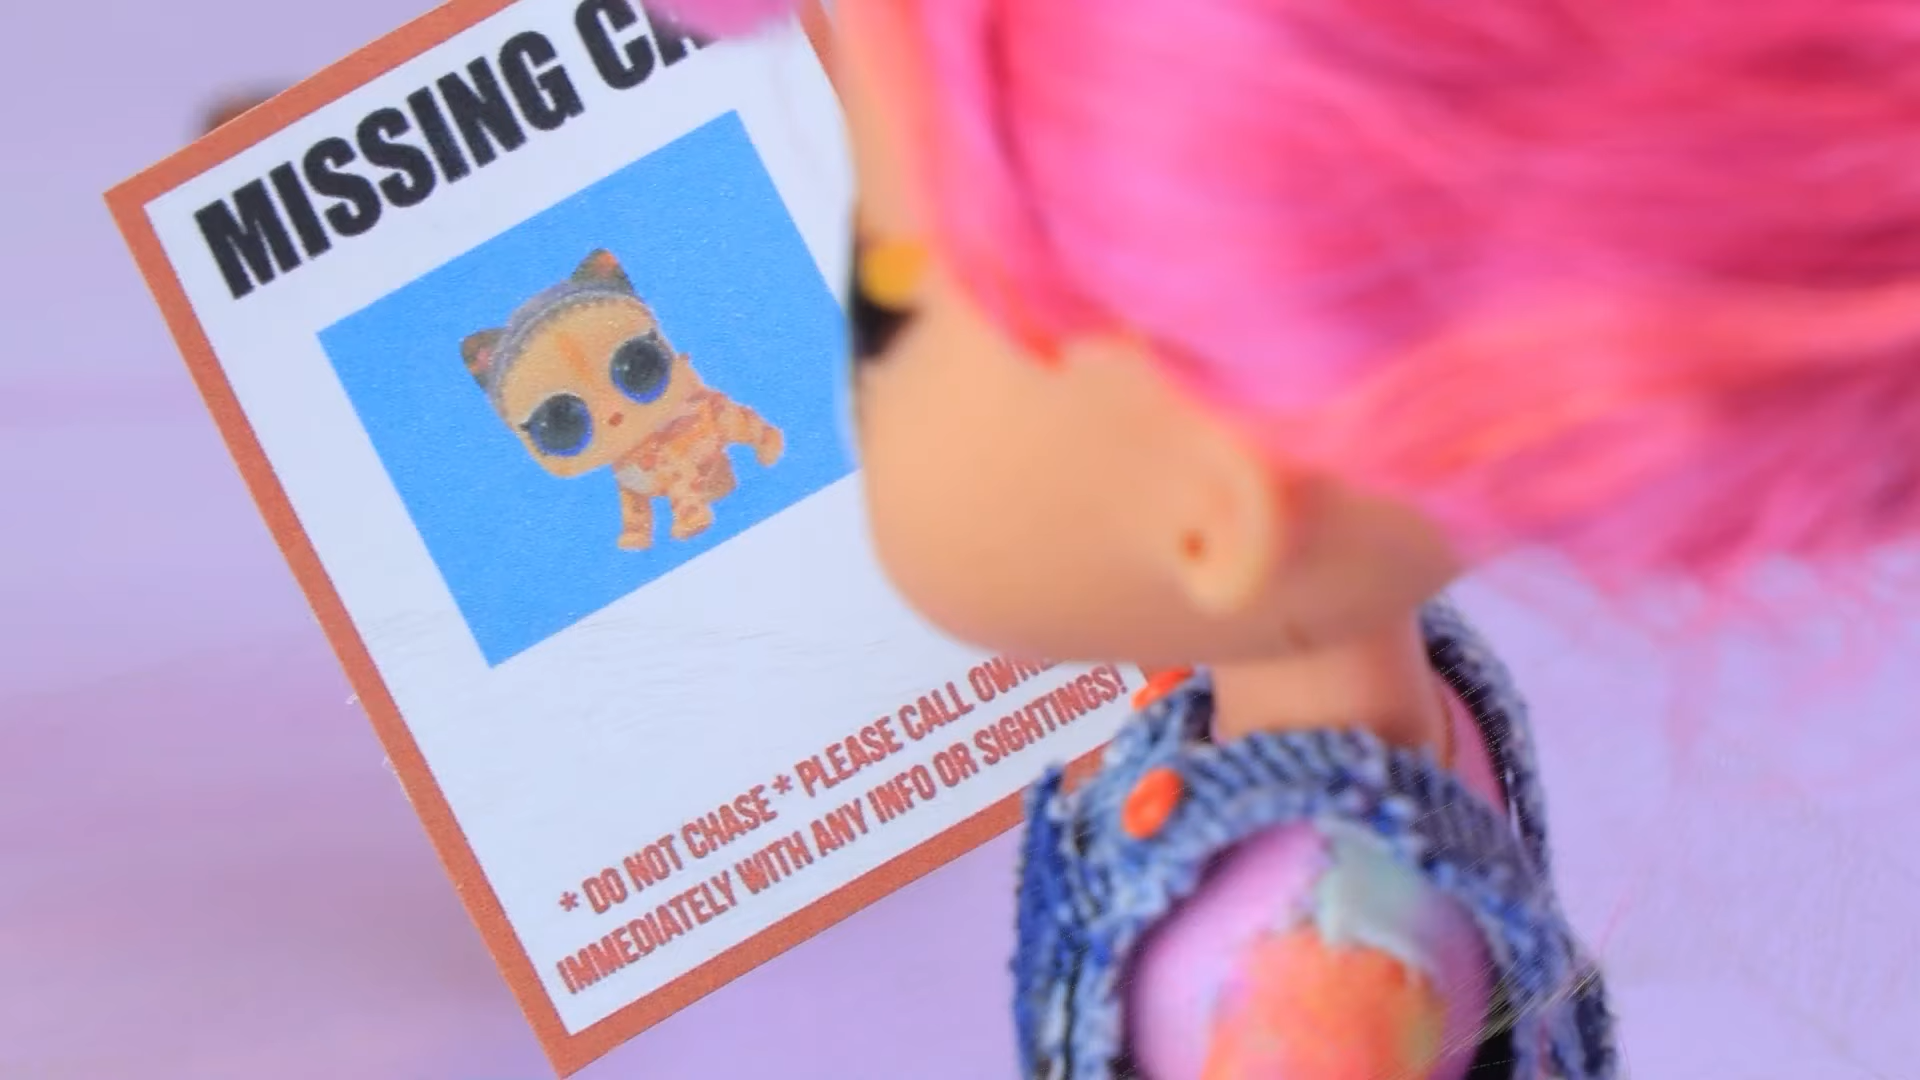 MISSING
* DO NOT CHASE * PLEASE CALL
IMMEDIATELY WITH ANY INFO OR SIGHTINGS!